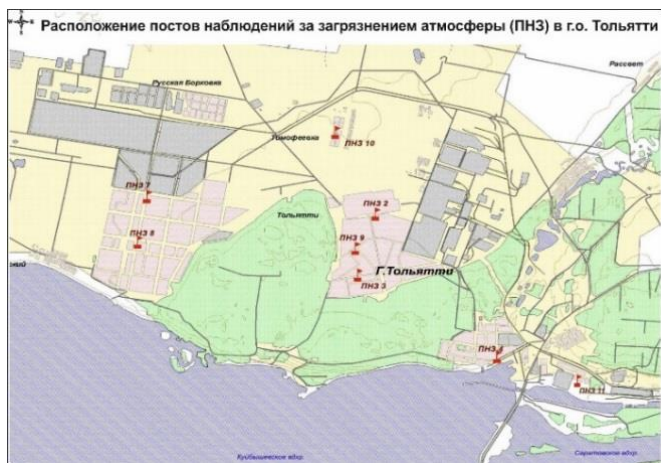 Расположение постов наблюдений за загрязнением атмосферы (ПНЗ) в г.о. Тольятти
Рассвет
Русская Борковка
Тимофеевка
ПНЗ 10
ПНЗ 7
ПНЗ 2
Тольятти
ПНЗ 8
ПНЗ 9
Г.Тольятти
ПНЗ 3
ПНЗ
ПНЗ 11
Куйбышевское вдхр.
Саратовское вдхр.